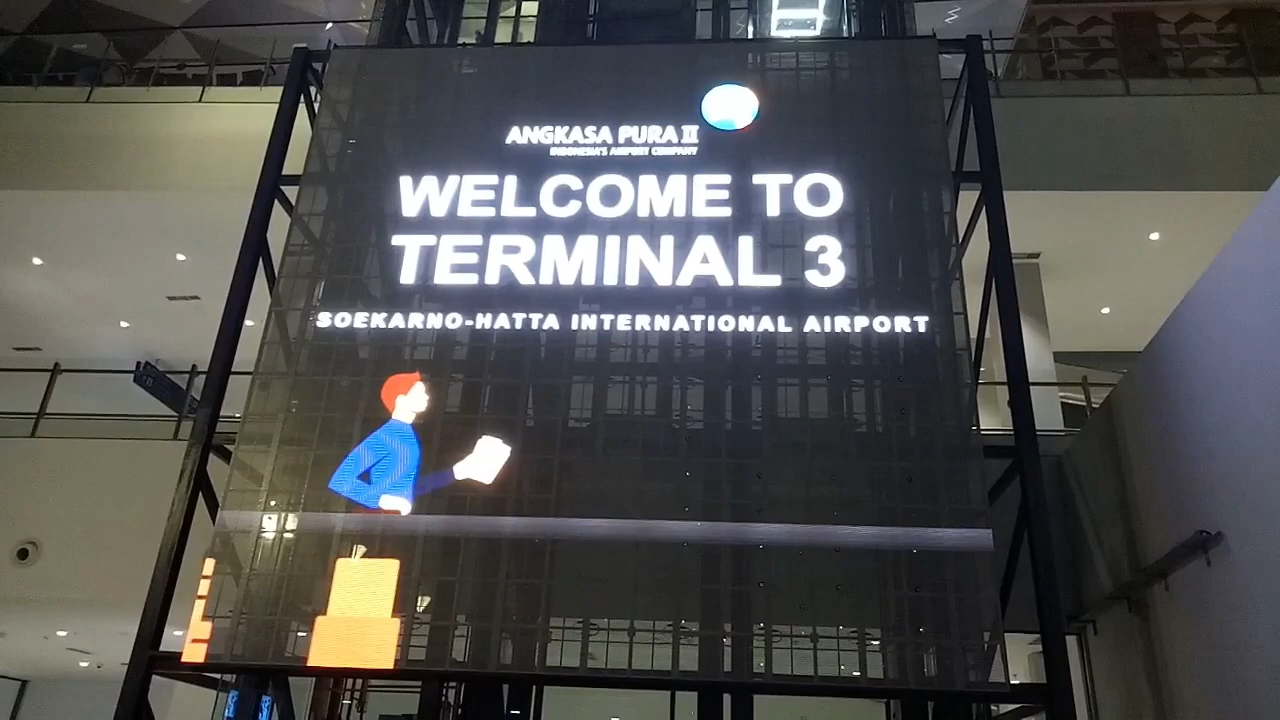 ANGKASA PURA II
INDONESIA'S AIRPORT COMPANY
WELCOME TO
TERMINAL 3
SOEKARNO-HATTA INTERNATIONAL AIRPORT